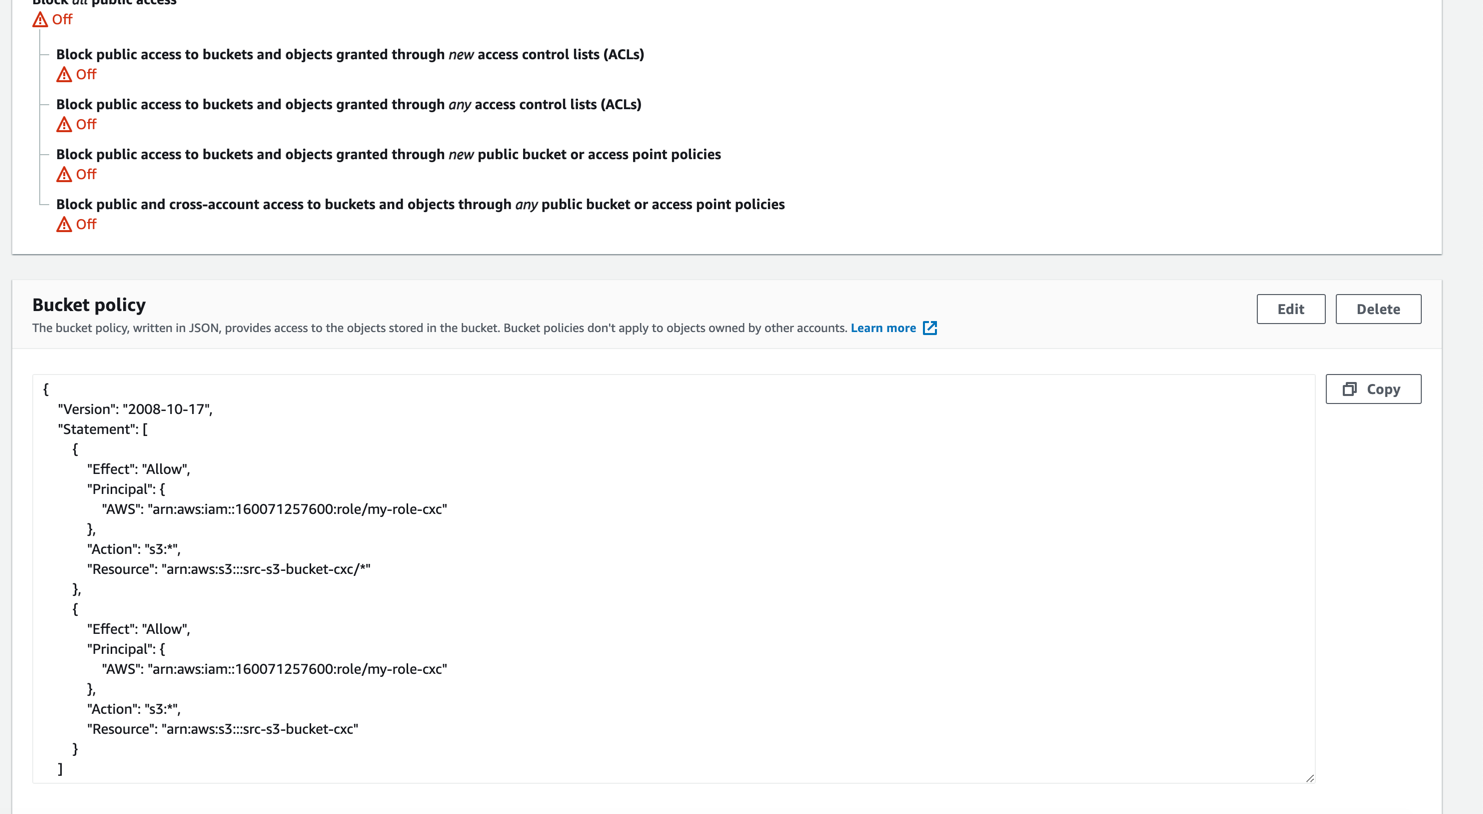 Block all public access
Off
Block public access to buckets and objects granted through new access control lists (ACLs)
Off
Block public access to buckets and objects granted through any access control lists (ACLs)
Off
Block public access to buckets and objects granted through new public bucket or access point policies
Off
Block public and cross-account access to buckets and objects through any public bucket or access point policies
Off
Bucket policy
Edit
Delete
The bucket policy, written in JSON, provides access to the objects stored in the bucket. Bucket policies don't apply to objects owned by other accounts. Learn more
Copy
{
"Version": "2008-10-17",
"Statement": [
{
"Effect": "Allow",
"Principal": {
"AWS": "arn:aws:iam::160071257600:role/my-role-cxc"
},
"Action": "s3:*",
"Resource": "arn:aws:s3:::src-s3-bucket-cxc/*"
},
{
"Effect": "Allow",
"Principal": {
"AWS": "arn:aws:iam::160071257600:role/my-role-cxc"
},
"Action": "s3:*",
"Resource": "arn:aws:s3:::src-s3-bucket-cxc"
}
]